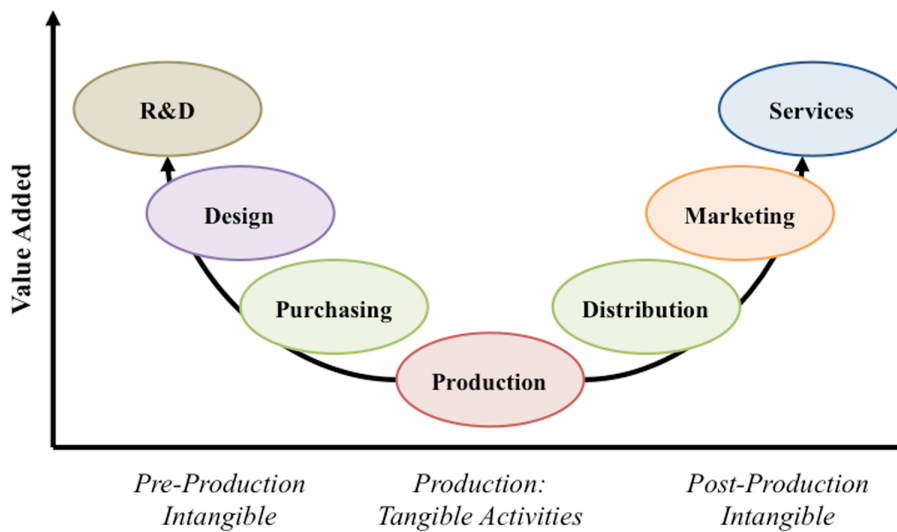 Value Added
R&D
Services
Design
Marketing
Purchasing
Distribution
Production
Pre-Production
Intangible
Production:
Tangible Activities
Post-Production
Intangible